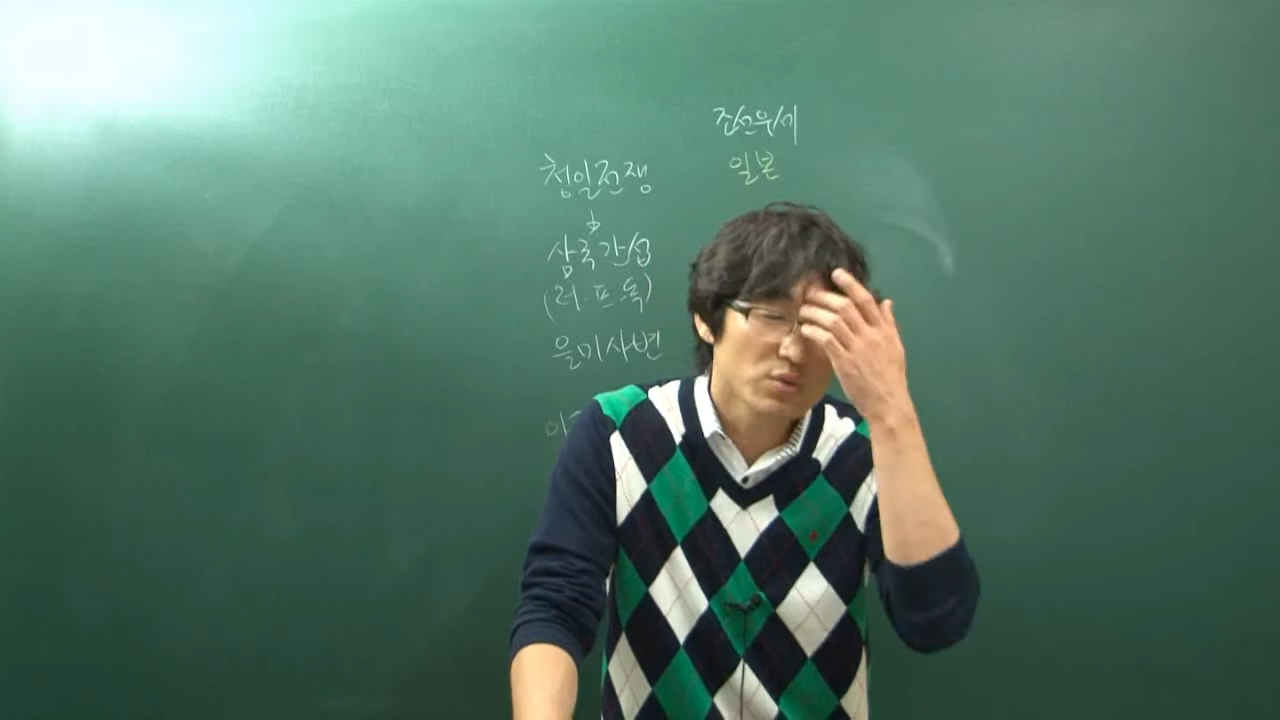 조선우세
일본
청일전쟁
↓
삼국간섭
(러·프·독)
을미사변